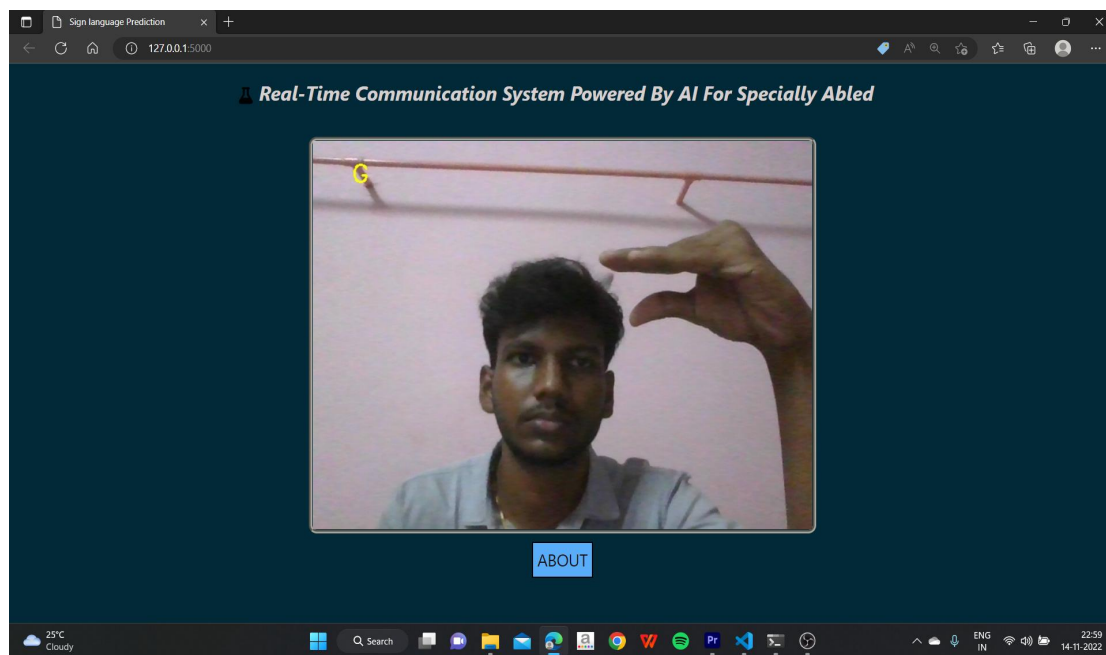 Sign language Prediction
127.0.0.1:5000
Real-Time Communication System Powered By AI For Specially Abled
G
ABOUT
25°C
Cloudy
Search
ENG
IN
22:59
14-11-2022